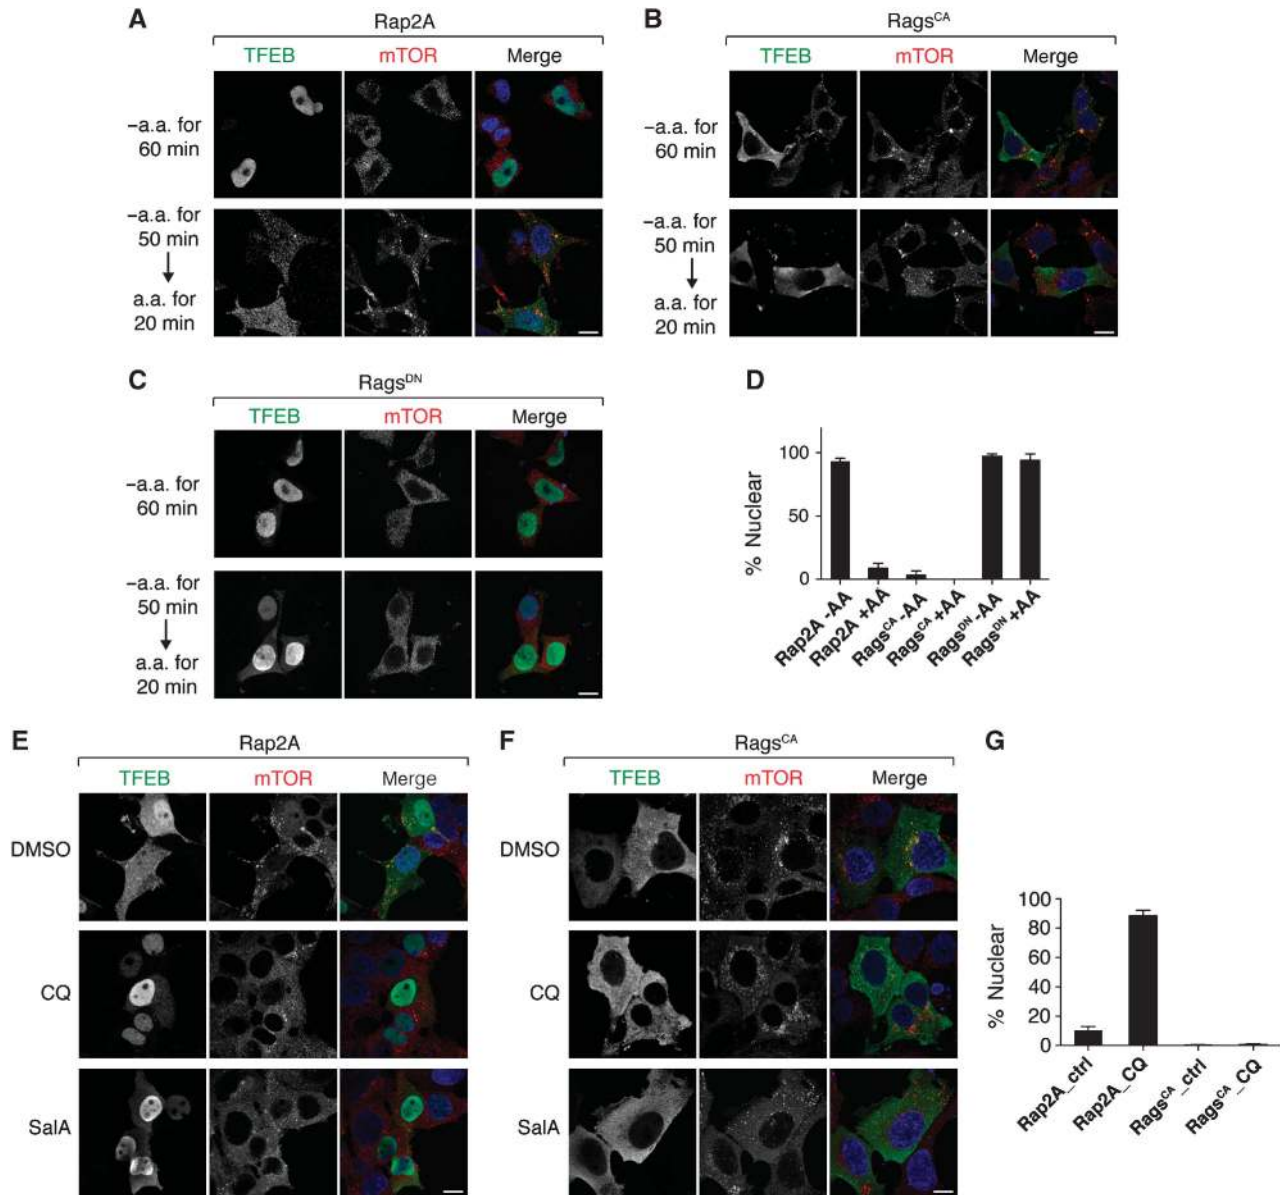 A
Rap2A
TFEB mTOR Merge
–a.a. for
60 min
–a.a. for
50 min
a.a. for
20 min
B
Rags^CA
TFEB mTOR Merge
–a.a. for
60 min
–a.a. for
50 min
a.a. for
20 min
C
Rags^DN
TFEB mTOR Merge
–a.a. for
60 min
–a.a. for
50 min
a.a. for
20 min
D
% Nuclear
100
50
0
Rap2A -AA
Rap2A +AA
Rags^CA -AA
Rags^CA +AA
Rags^DN -AA
Rags^DN +AA
E
Rap2A
TFEB mTOR Merge
DMSO
CQ
SalA
F
Rags^CA
TFEB mTOR Merge
DMSO
CQ
SalA
G
% Nuclear
100
80
60
40
20
0
Rap2A_ctrl
Rap2A_CQ
Rags^CA_ctrl
Rags^CA_CQ